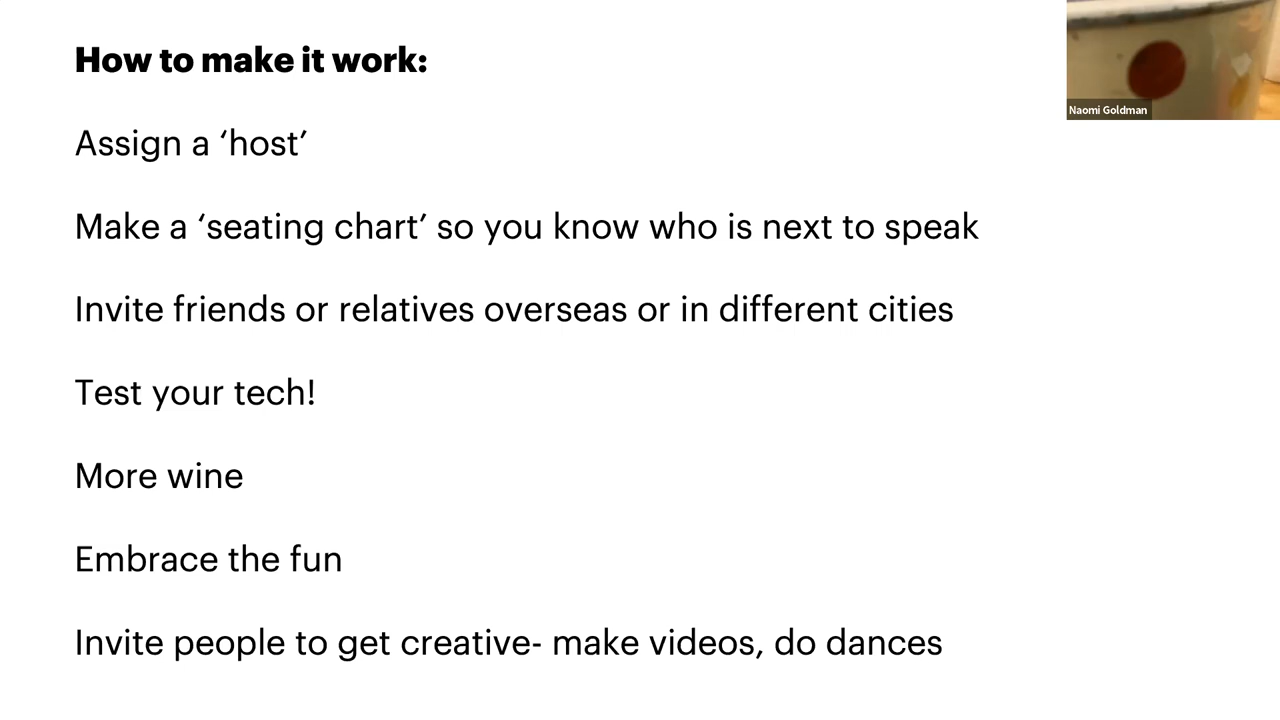 How to make it work:
Naomi Goldman
Assign a ‘host’
Make a ‘seating chart’ so you know who is next to speak
Invite friends or relatives overseas or in different cities
Test your tech!
More wine
Embrace the fun
Invite people to get creative- make videos, do dances